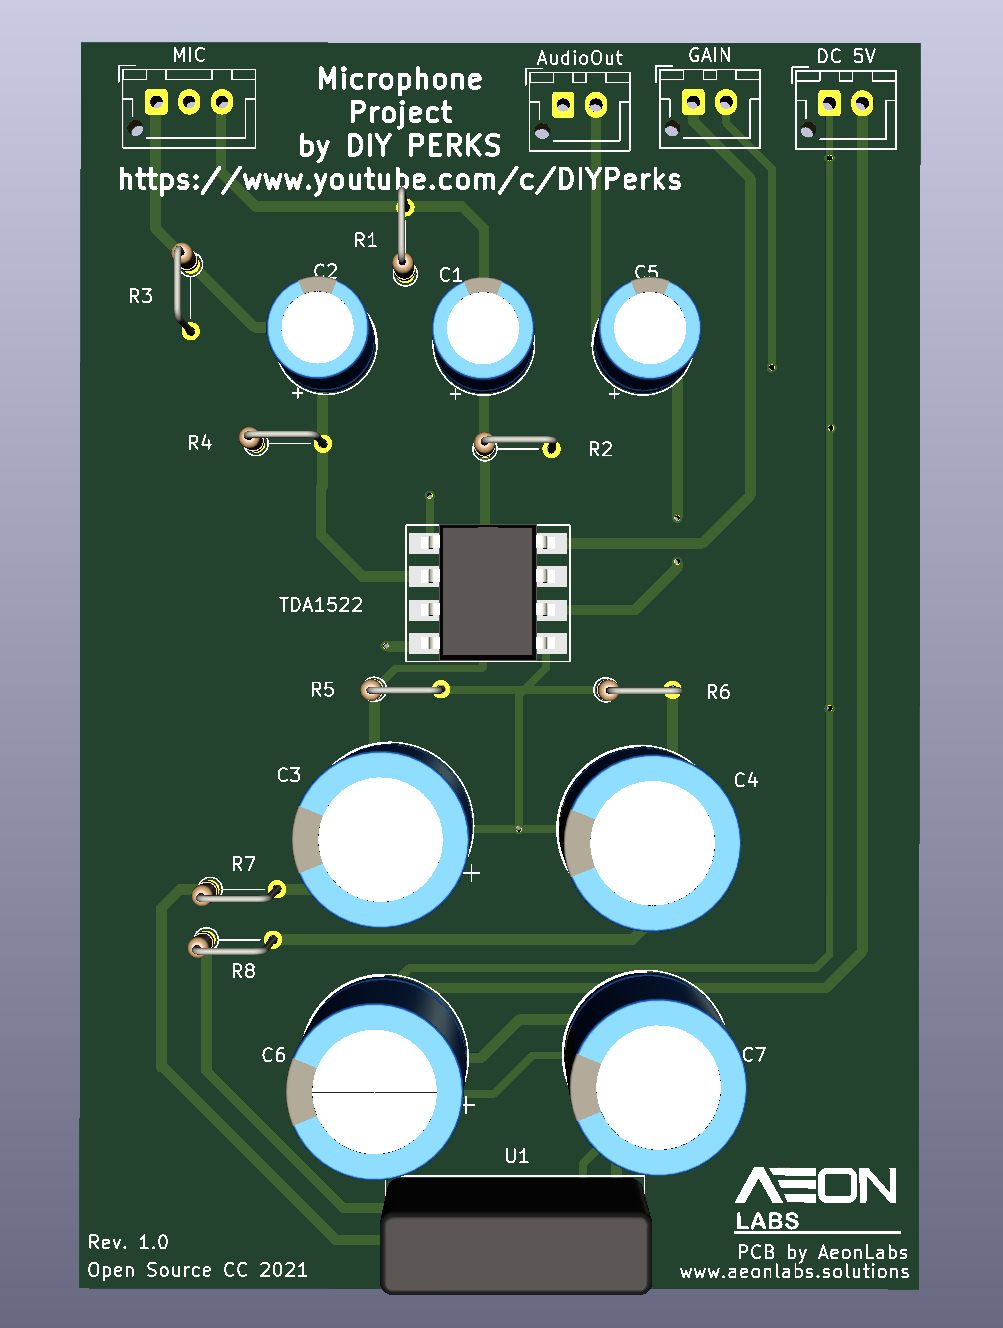 MIC
AudioOut
GAIN
DC 5V
Microphone
Project
by DIY PERKS
https://www.youtube.com/c/DIYPerks
R1
R3
C2
C1
C5
+
+
+
R4
R2
TDA1522
R5
R6
C3
C4
+
R7
R8
C6
C7
+
U1
AEON
LABS
Rev. 1.0
Open Source CC 2021
PCB by AeonLabs
www.aeonlabs.solutions